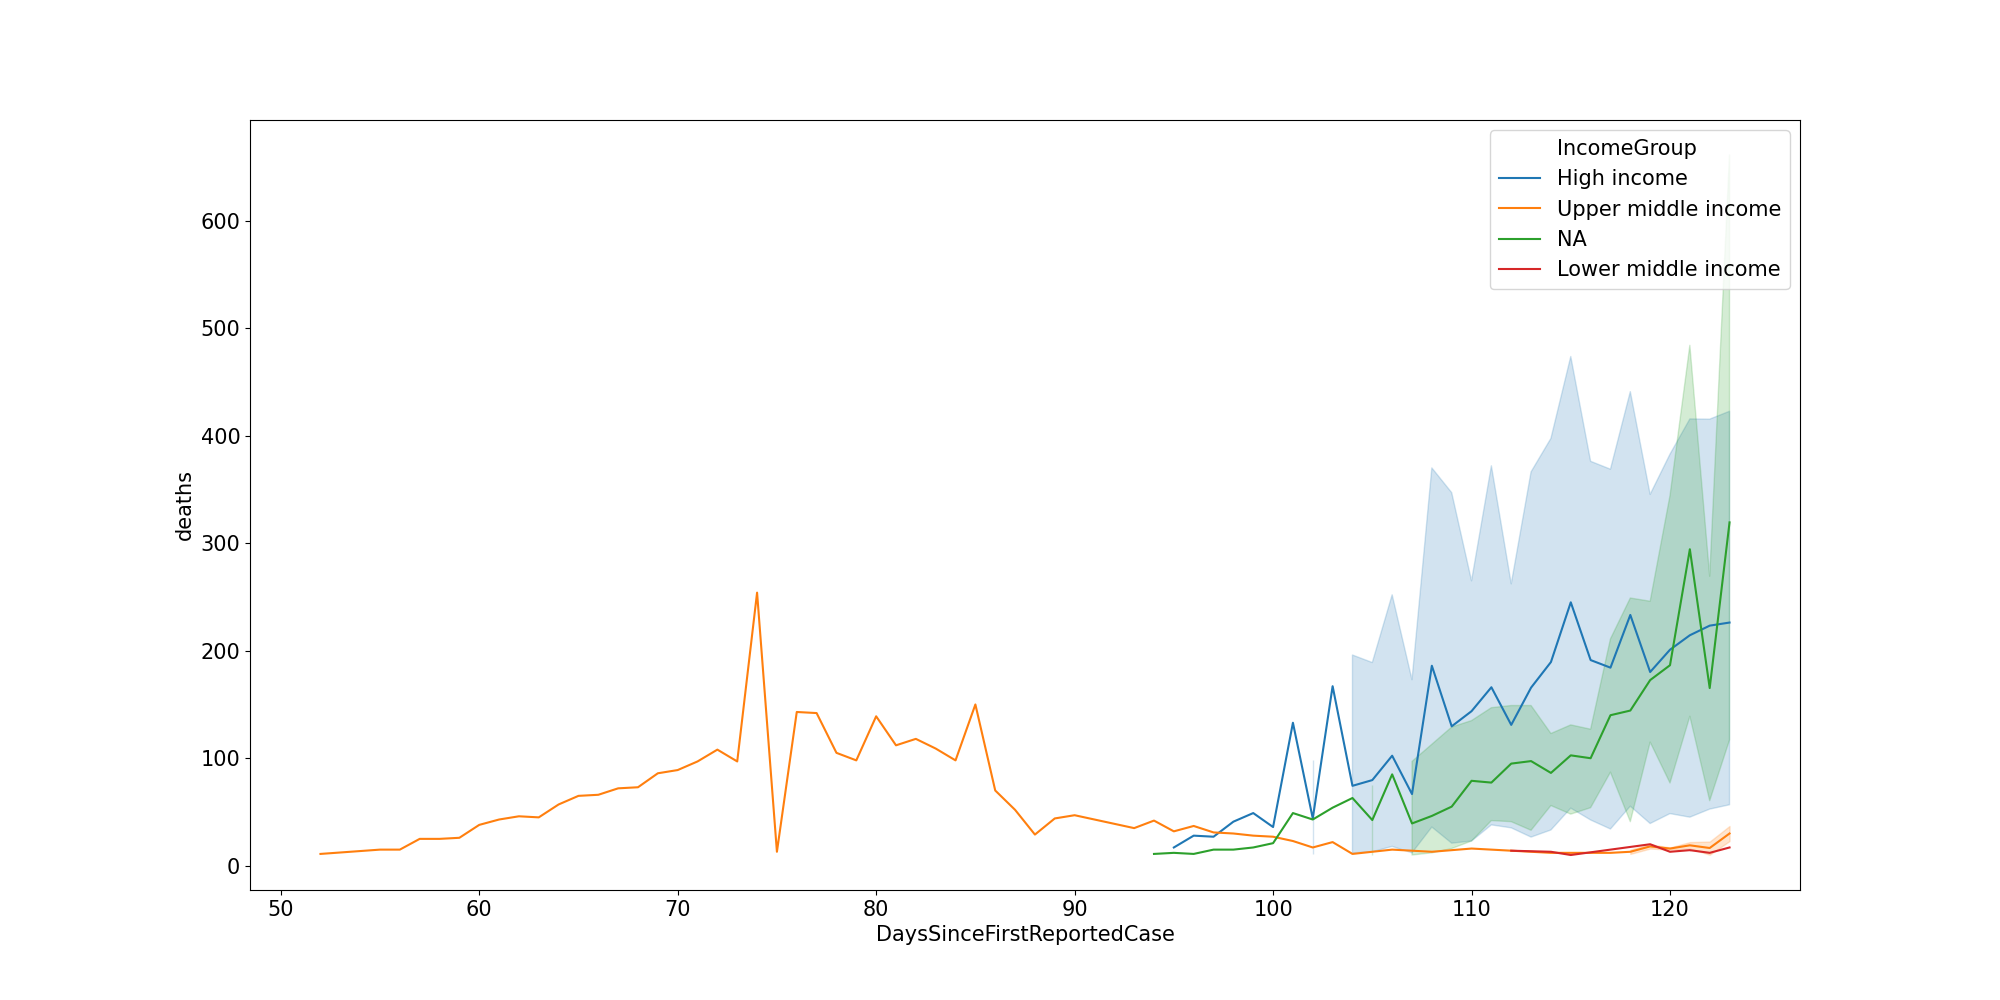 IncomeGroup
High income
Upper middle income
NA
Lower middle income
600
500
400
300
200
100
0
deaths
50 60 70 80 90 100 110 120
DaysSinceFirstReportedCase